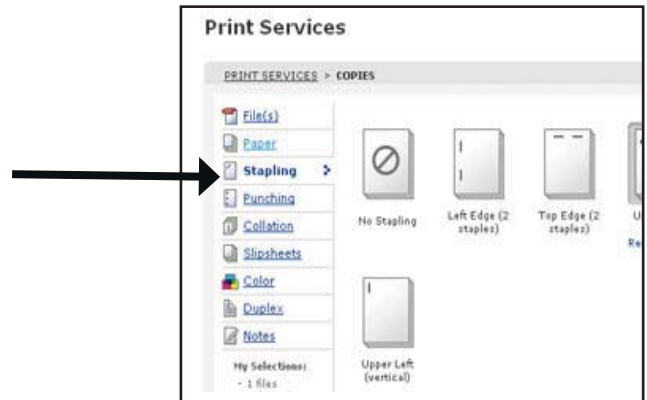 Print Services
PRINT SERVICES > COPIES
File(s)
Paper
Stapling
Punching
Collation
Slipsheets
Color
Duplex
Notes
My Selections:
- 1 files
No Stapling
Left Edge (2
staples)
Top Edge (2
staples)
Upper Left
(vertical)